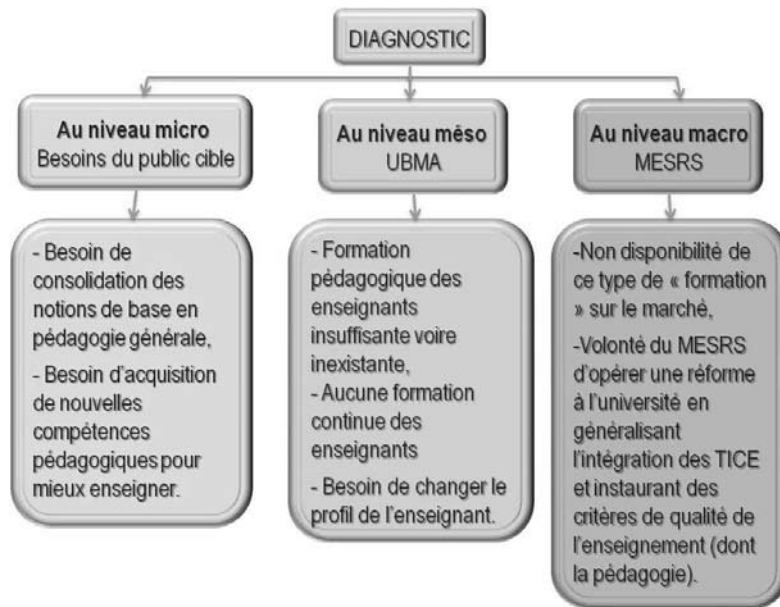 DIAGNOSTIC
Au niveau micro
Besoins du public cible
- Besoin de
consolidation des
notions de base en
pédagogie générale,
- Besoin d'acquisition
de nouvelles
compétences
pédagogiques pour
mieux enseigner.
Au niveau méso
UBMA
- Formation
pédagogique des
enseignants
insuffisante voire
inexistante,
- Aucune formation
continue des
enseignants
- Besoin de changer le
profil de l'enseignant.
Au niveau macro
MESRS
-Non disponibilité de
ce type de « formation
» sur le marché,
-Volonté du MESRS
d'opérer une réforme
à l'université en
généralisant
l'intégration des TICE
et instaurant des
critères de qualité de
l'enseignement (dont
la pédagogie).